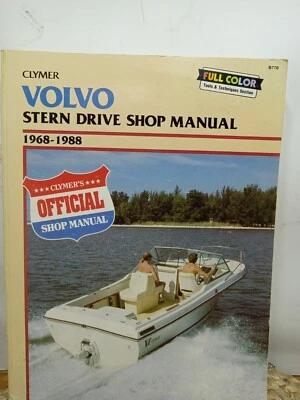 CLYMER
B770
FULL COLOR
Tools & Techniques Section
VOLVO
STERN DRIVE SHOP MANUAL
1968-1988
CLYMER'S
OFFICIAL
SHOP MANUAL